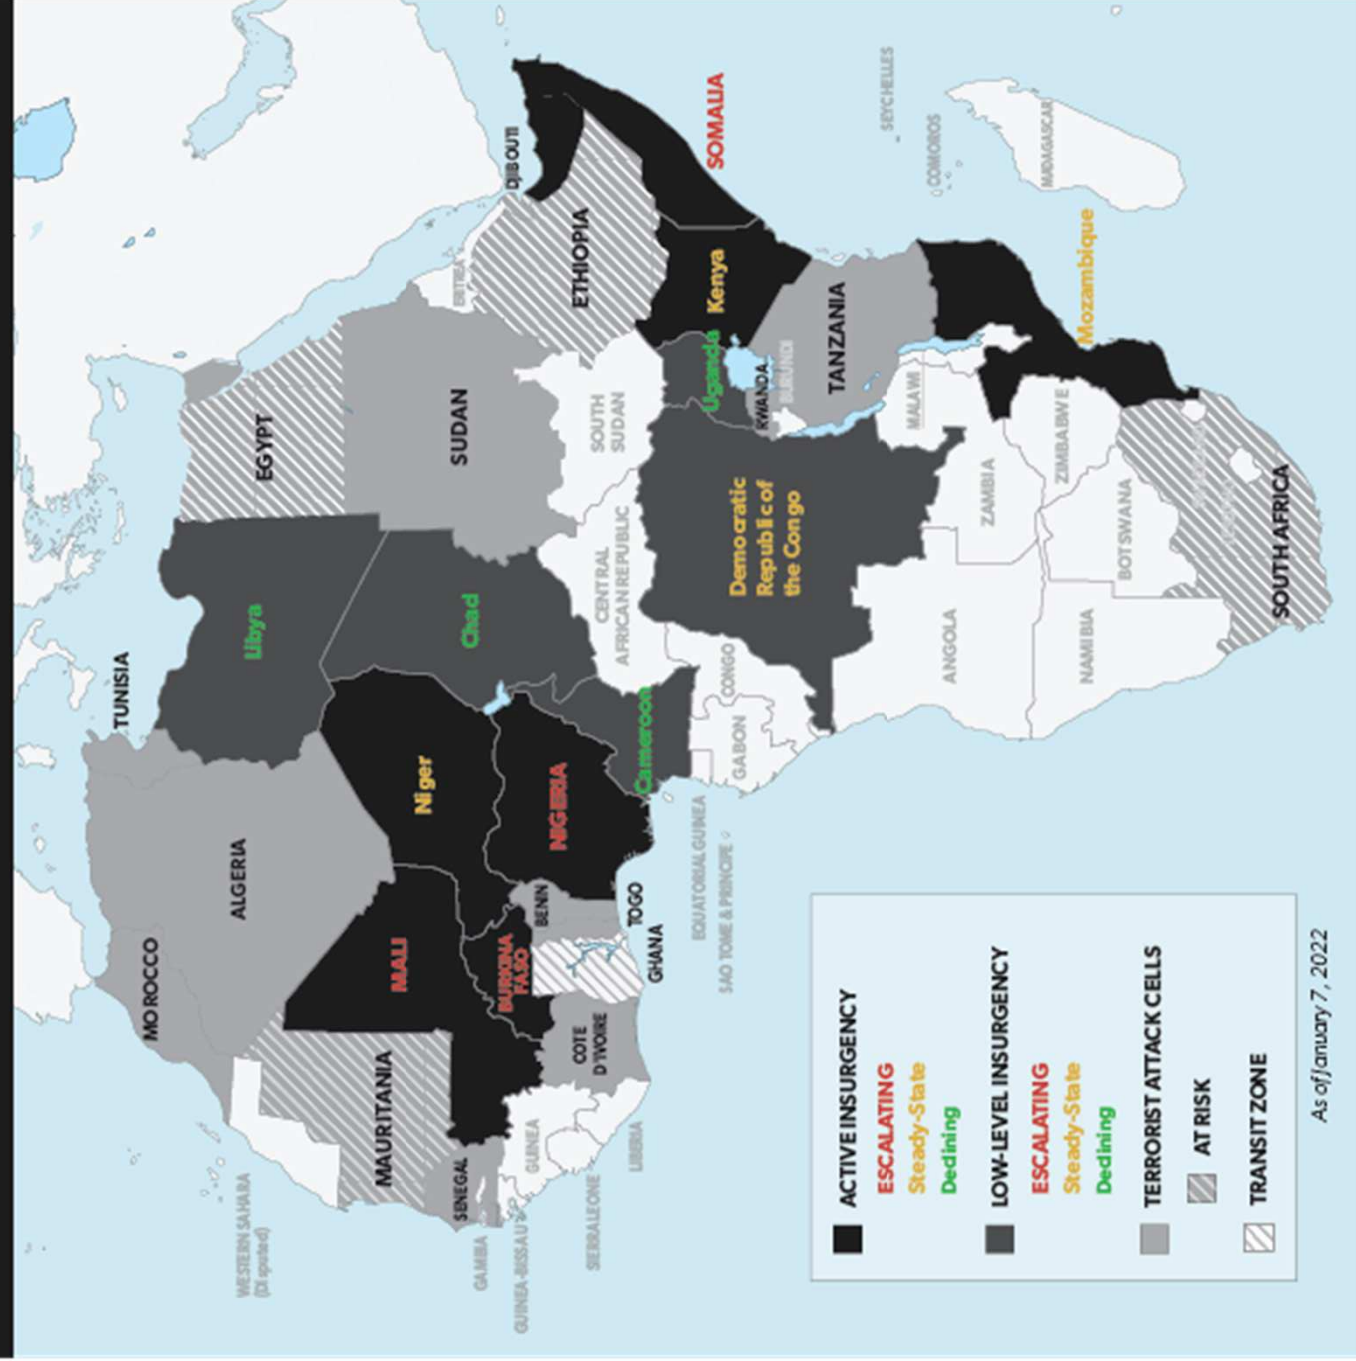 TUNISIA
MOROCCO
ALGERIA
Libya
EGYPT
WESTERN SAHARA
(Disputed)
MAURITANIA
MALI
Niger
Chad
SUDAN
ERITREA
DJIBOUTI
SENEGAL
GAMBIA
GUINEA-BISSAU
GUINEA
SIERRA LEONE
LIBERIA
COTE
D'IVOIRE
BURKINA
FASO
GHANA
TOGO
BENIN
NIGERIA
Cameroon
CENTRAL
AFRICAN REPUBLIC
SOUTH
SUDAN
ETHIOPIA
SOMALIA
EQUATORIAL GUINEA
SAO TOME & PRINCIPE
GABON
CONGO
Democratic
Republic of
the Congo
Uganda
Kenya
RWANDA
BURUNDI
TANZANIA
SEYCHELLES
COMOROS
ANGOLA
ZAMBIA
MALAWI
Mozambique
MADAGASCAR
NAMIBIA
BOTSWANA
ZIMBABWE
SOUTH AFRICA
ACTIVE INSURGENCY
ESCALATING
Steady-State
Declining
LOW-LEVEL INSURGENCY
ESCALATING
Steady-State
Declining
TERRORIST ATTACK CELLS
AT RISK
TRANSIT ZONE
As of January 7, 2022